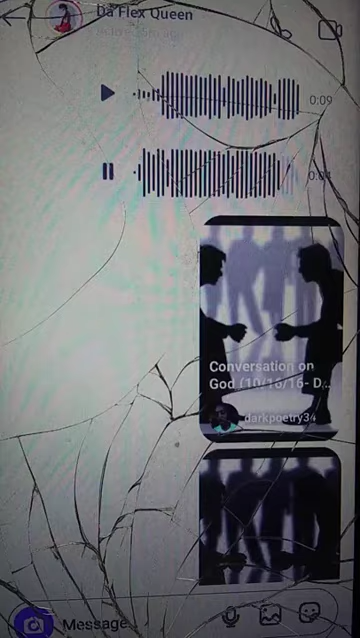 Da Flex Queen
0:09
Conversation on
God (10/16/16- D...
darkpoetry34
Message...